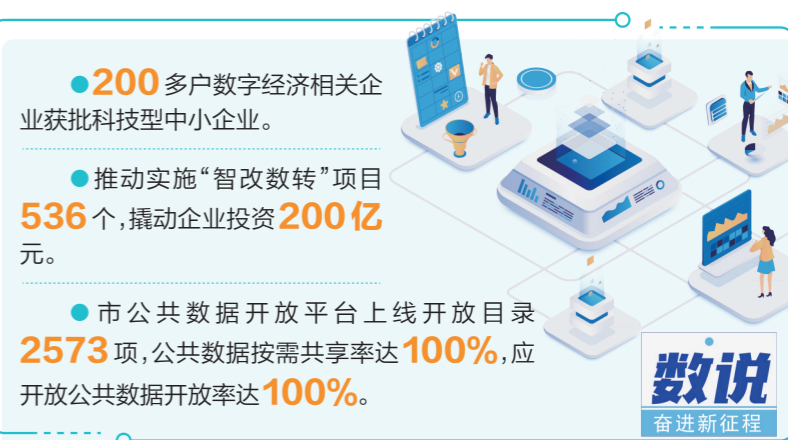 ●200多户数字经济相关企
业获批科技型中小企业。
●推动实施“智改数转”项目
536个,撬动企业投资200亿
元。
●市公共数据开放平台上线开放目录
2573项,公共数据按需共享率达100%,应
开放公共数据开放率达100%。
数说
奋进新征程